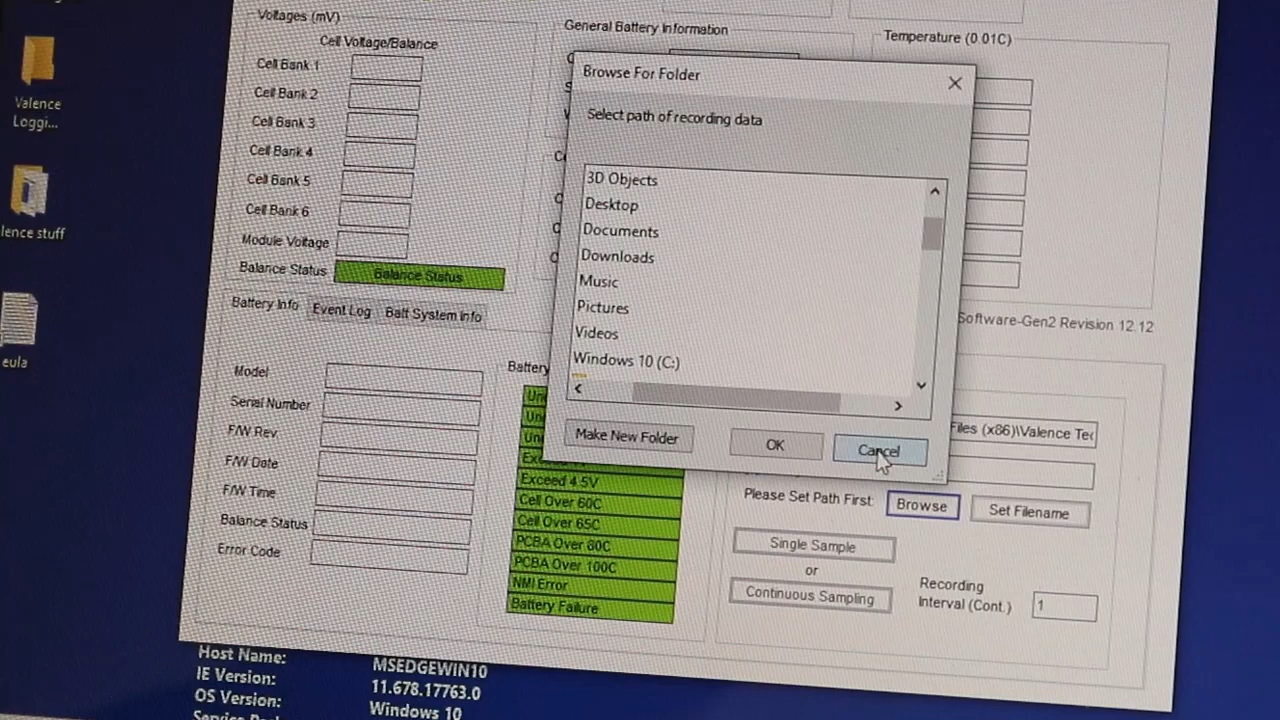 Valence
Loggi...
lence stuff
eula
Voltages (mV)
Cell Voltage/Balance
Cell Bank 1
Cell Bank 2
Cell Bank 3
Cell Bank 4
Cell Bank 5
Cell Bank 6
Module Voltage
Balance Status
Balance Status
Battery Info
Event Log
Batt System Info
Model
Serial Number
F/W Rev
F/W Date
F/W Time
Balance Status
Error Code
General Battery Information
Temperature (0.01C)
Browse For Folder
Select path of recording data
3D Objects
Desktop
Documents
Downloads
Music
Pictures
Videos
Windows 10 (C:)
Make New Folder
OK
Cancel
Software-Gen2 Revision 12.12
Battery
Exceed 4.5V
Cell Over 60C
Cell Over 65C
PCBA Over 80C
PCBA Over 100C
NMI Error
Battery Failure
Files (x86)\Valence Tec
Please Set Path First:
Browse
Set Filename
Single Sample
or
Continuous Sampling
Recording
Interval (Cont.)
1
Host Name:
MSEDGEWIN10
IE Version:
11.678.17763.0
OS Version:
Windows 10